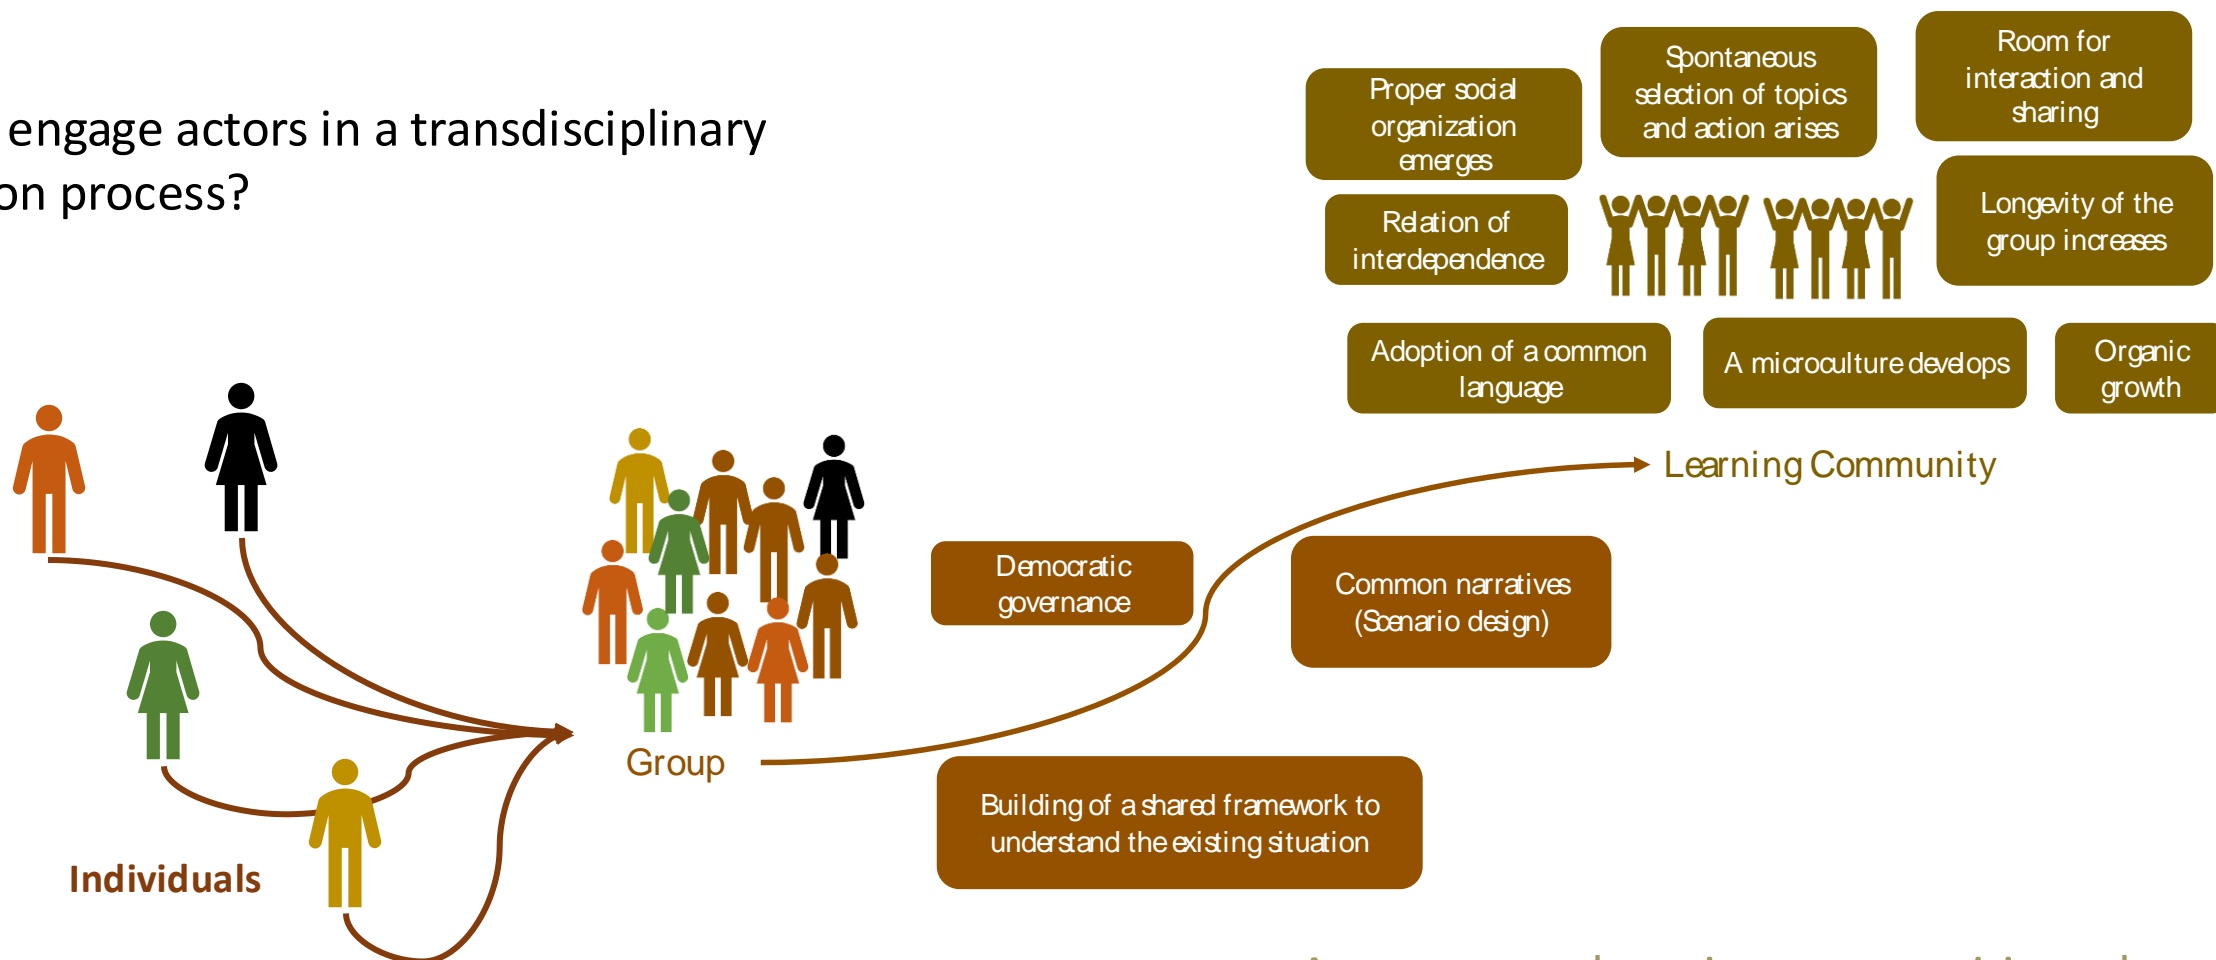 engage actors in a transdisciplinary
on process?
Proper social
organization
emerges
Spontaneous
selection of topics
and action arises
Room for
interaction and
sharing
Relation of
interdependence
Longevity of the
group increases
Adoption of a common
language
A microculture develops
Organic
growth
Learning Community
Democratic
governance
Common narratives
(Scenario design)
Group
Building of a shared framework to
understand the existing situation
Individuals